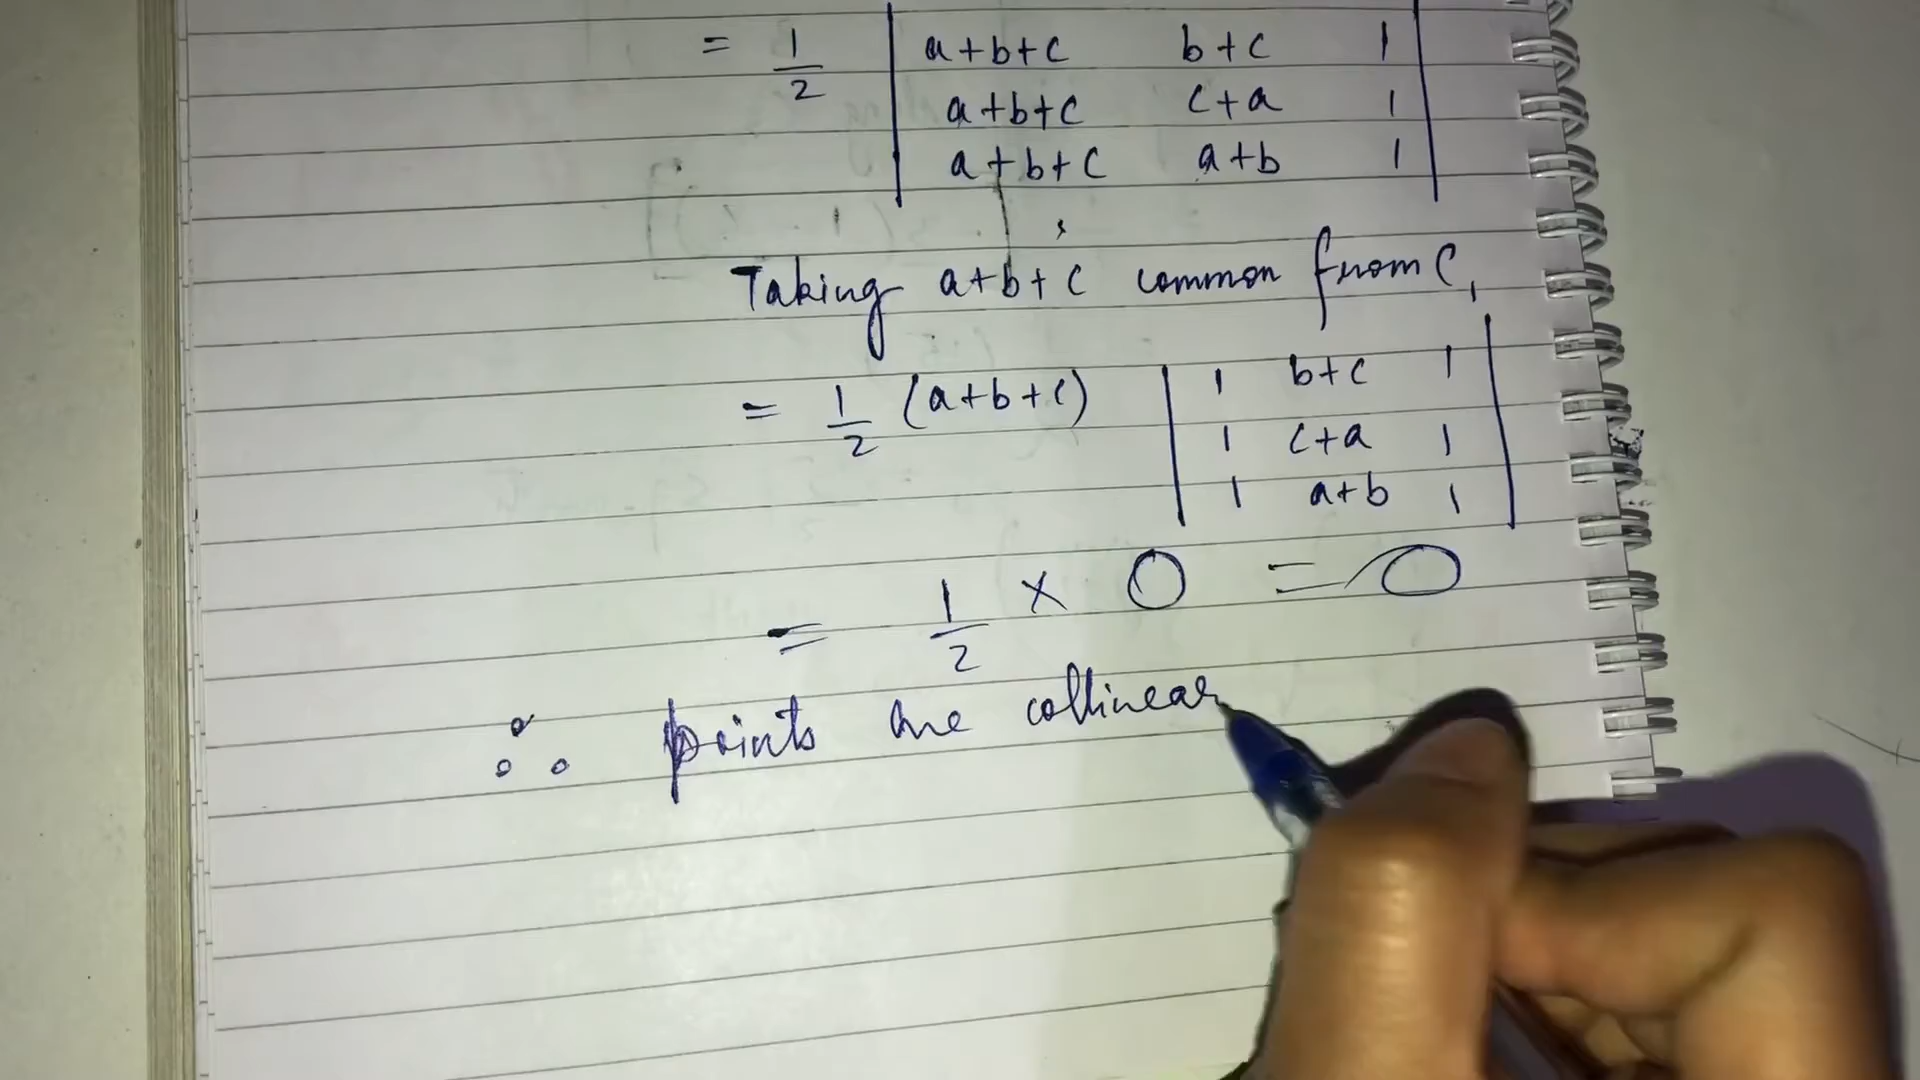 = 1/2 | a+b+c b+c 1 |
| a+b+c c+a 1 |
| a+b+c a+b 1 |
Taking a+b+c common from C₁
= 1/2 (a+b+c) | 1 b+c 1 |
| 1 c+a 1 |
| 1 a+b 1 |
= 1/2 × 0 = 0
∴ points are collinear